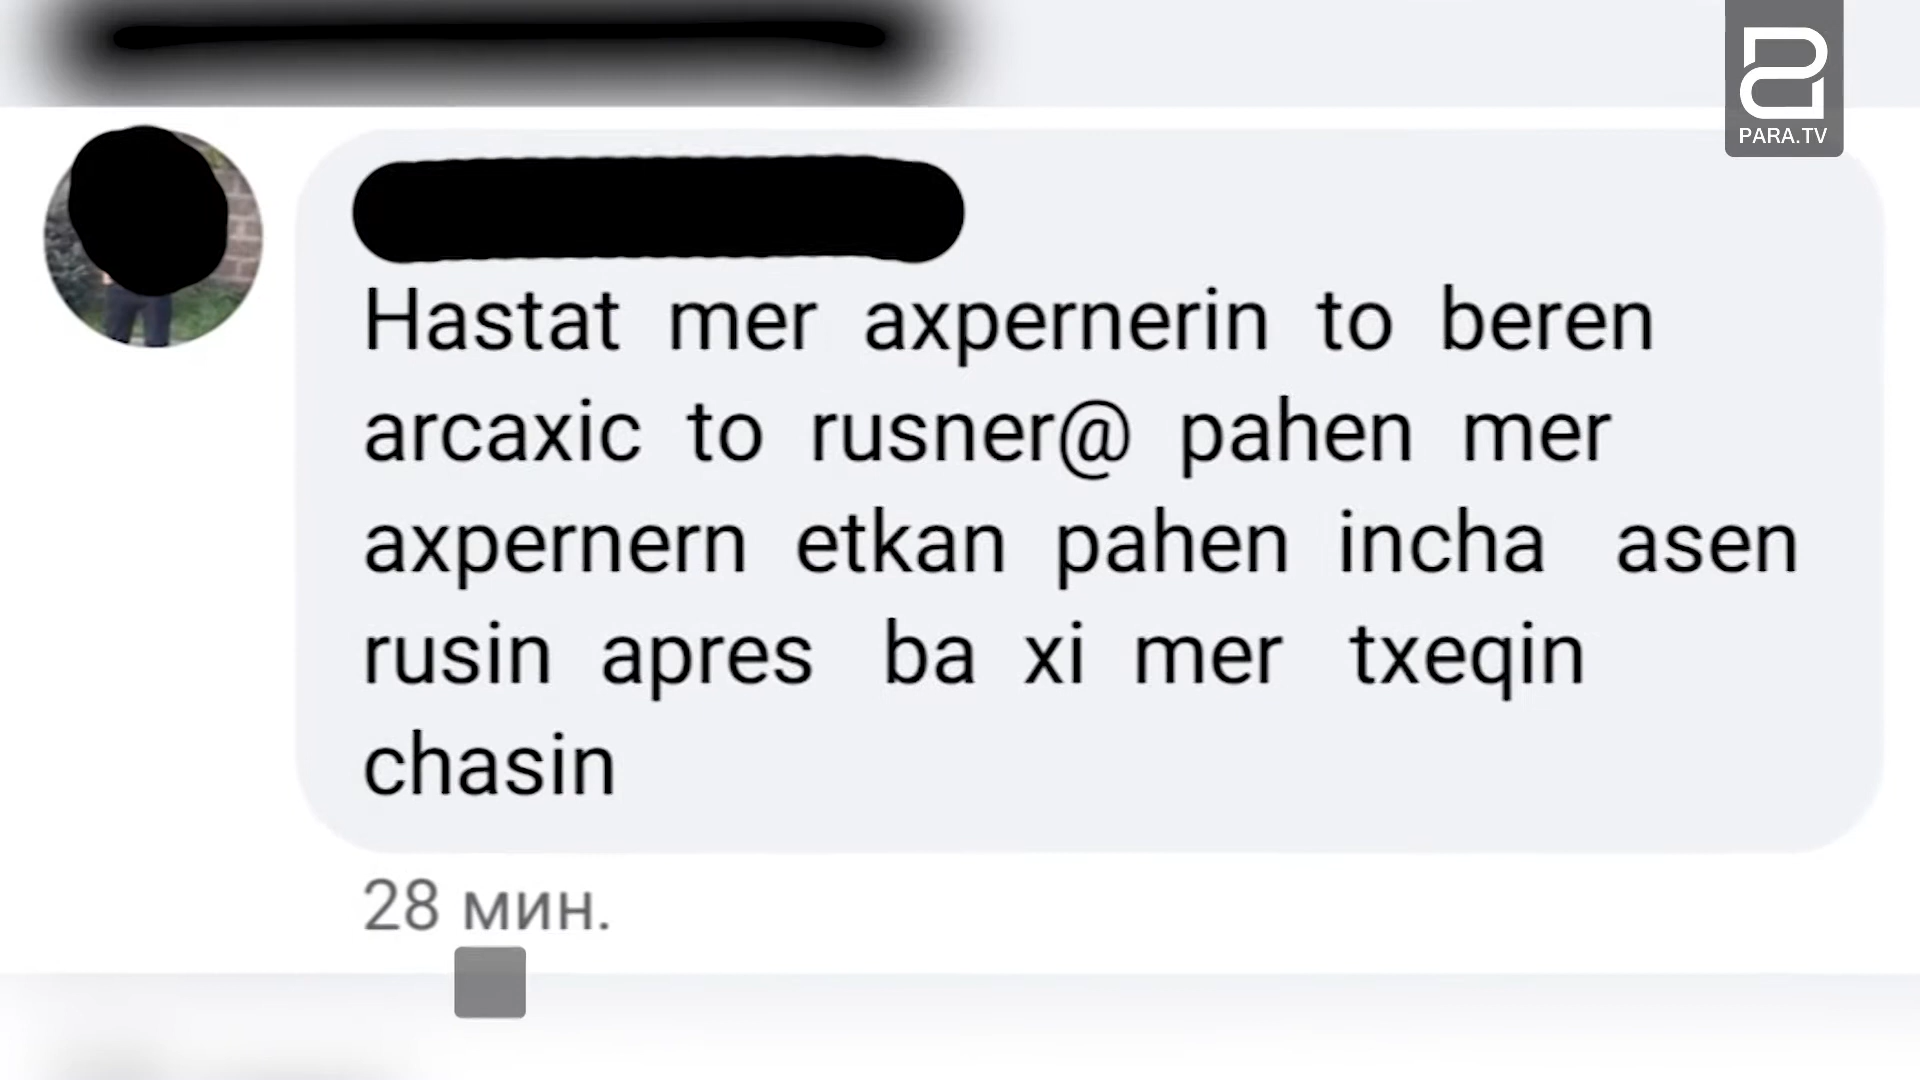 PARA.TV
Hastat mer axpernerin to beren
arcaxic to rusner@ pahen mer
axpernern etkan pahen incha asen
rusin apres ba xi mer txeqin
chasin
28 мин.